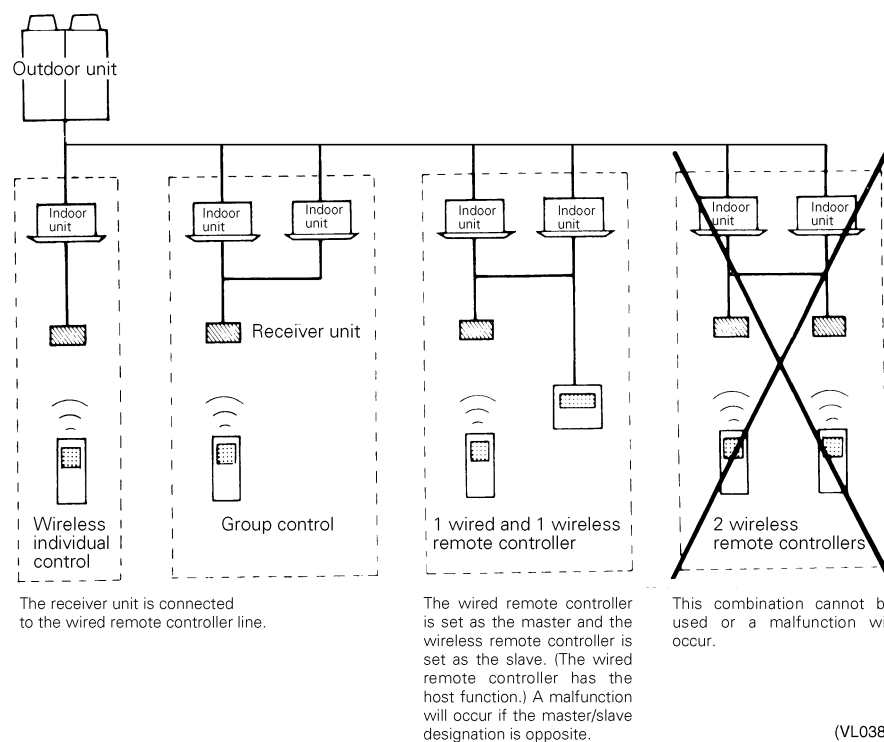 Outdoor unit
Indoor
unit
Indoor
unit
Indoor
unit
Indoor
unit
Indoor
unit
Indoor
unit
Indoor
unit
Receiver unit
Wireless
individual
control
Group control
1 wired and 1 wireless
remote controller
2 wireless
remote controllers
The receiver unit is connected
to the wired remote controller line.
The wired remote controller
is set as the master and the
wireless remote controller is
set as the slave. (The wired
remote controller has the
host function.) A malfunction
will occur if the master/slave
designation is opposite.
This combination cannot b
used or a malfunction wi
occur.
(VL038